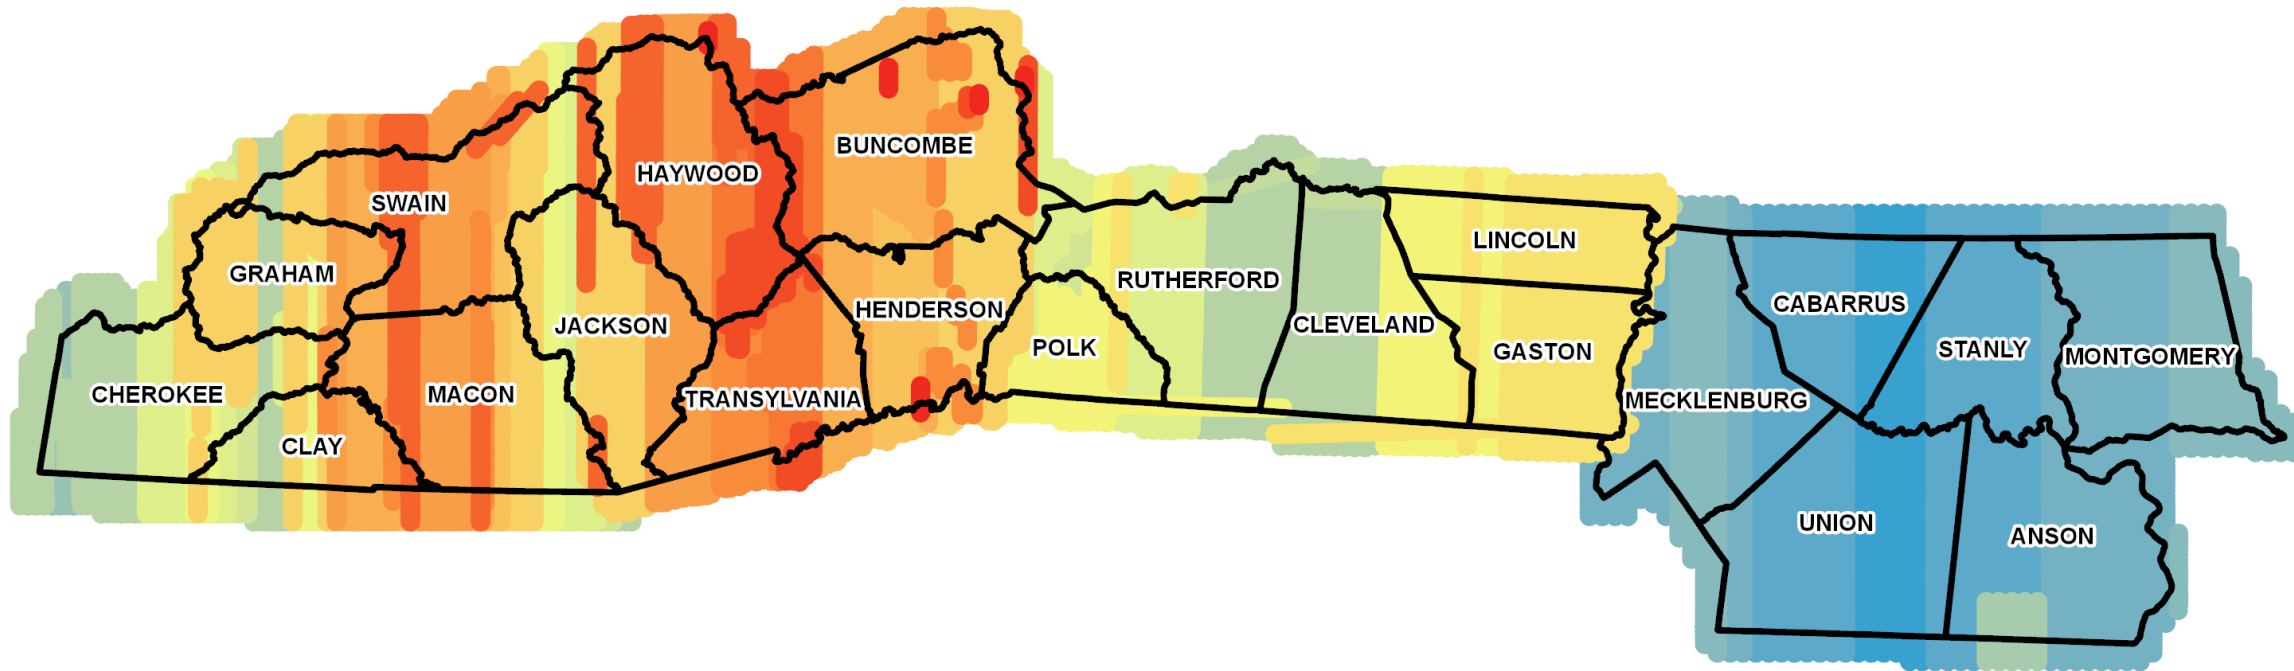 BUNCOMBE
HAYWOOD
SWAIN
LINCOLN
GRAHAM
RUTHERFORD
CABARRUS
HENDERSON
JACKSON
CLEVELAND
POLK
GASTON
STANLY
MONTGOMERY
CHEROKEE
MACON
TRANSYLVANIA
MECKLENBURG
CLAY
UNION
ANSON